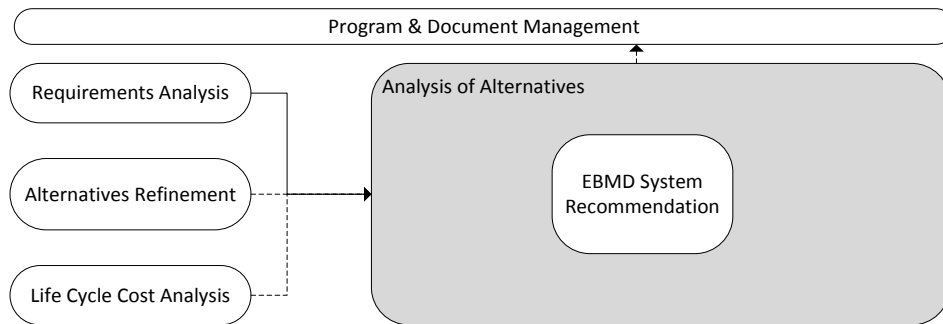 Program & Document Management
Requirements Analysis
Analysis of Alternatives
Alternatives Refinement
EBMD System
Recommendation
Life Cycle Cost Analysis